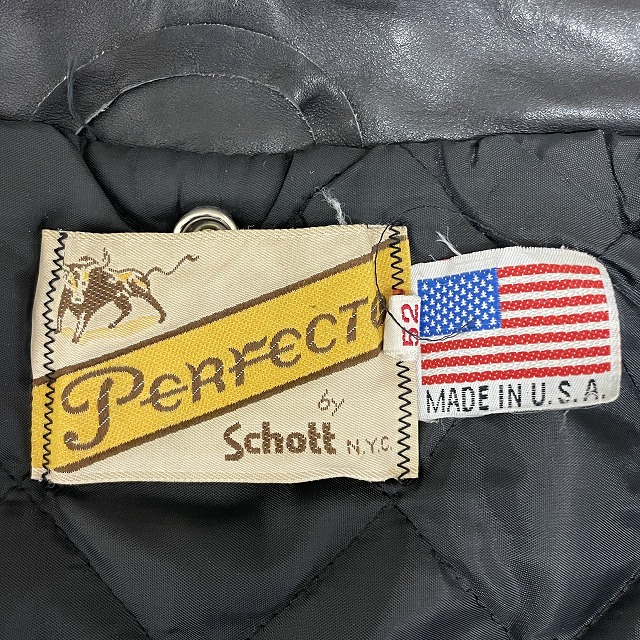 PERFECTO
by
Schott N.Y.C.
52
MADE IN U.S.A.